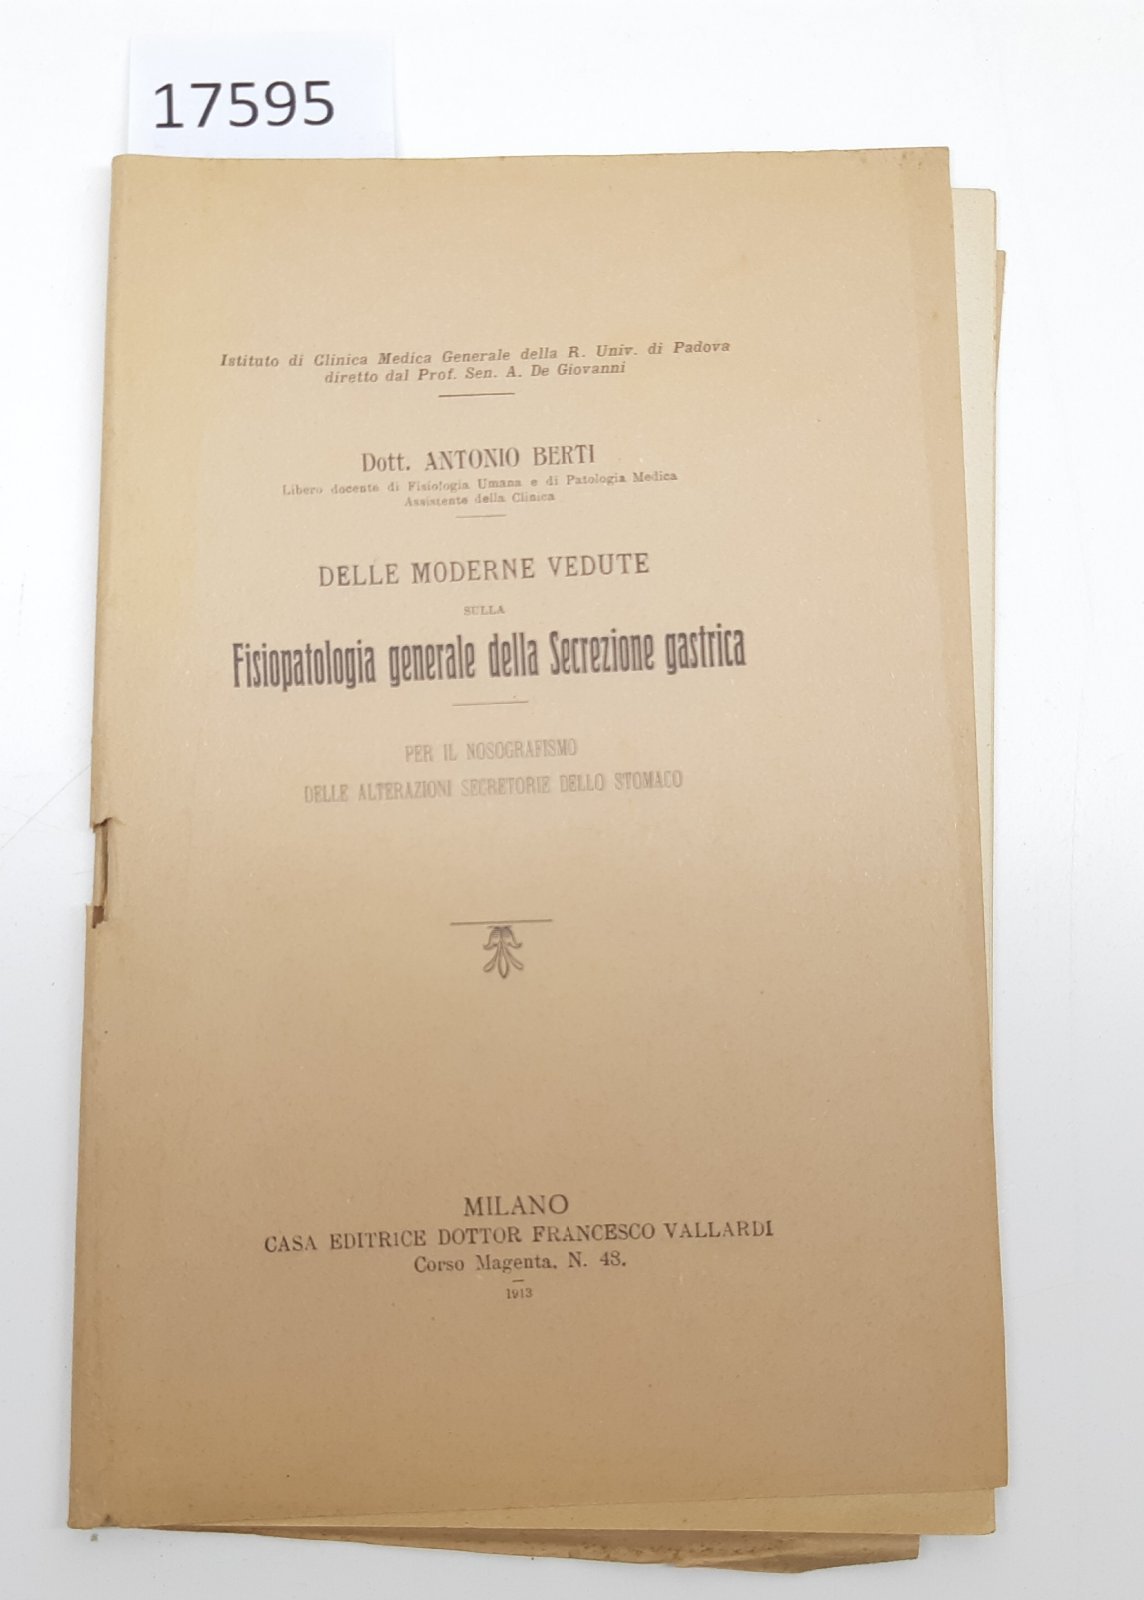 17595
Istituto di Clinica Medica Generale della R. Univ. di Padova
diretto dal Prof. Sen. A. De Giovanni
Dott. ANTONIO BERTI
Libero docente di Fisiologia Umana e di Patologia Medica
Assistente della Clinica
DELLE MODERNE VEDUTE
SULLA
Fisiopatologia generale della Secrezione gastrica
PER IL NOSOGRAFISMO
DELLE ALTERAZIONI SECRETORIE DELLO STOMACO
MILANO
CASA EDITRICE DOTTOR FRANCESCO VALLARDI
Corso Magenta, N. 48.
1913